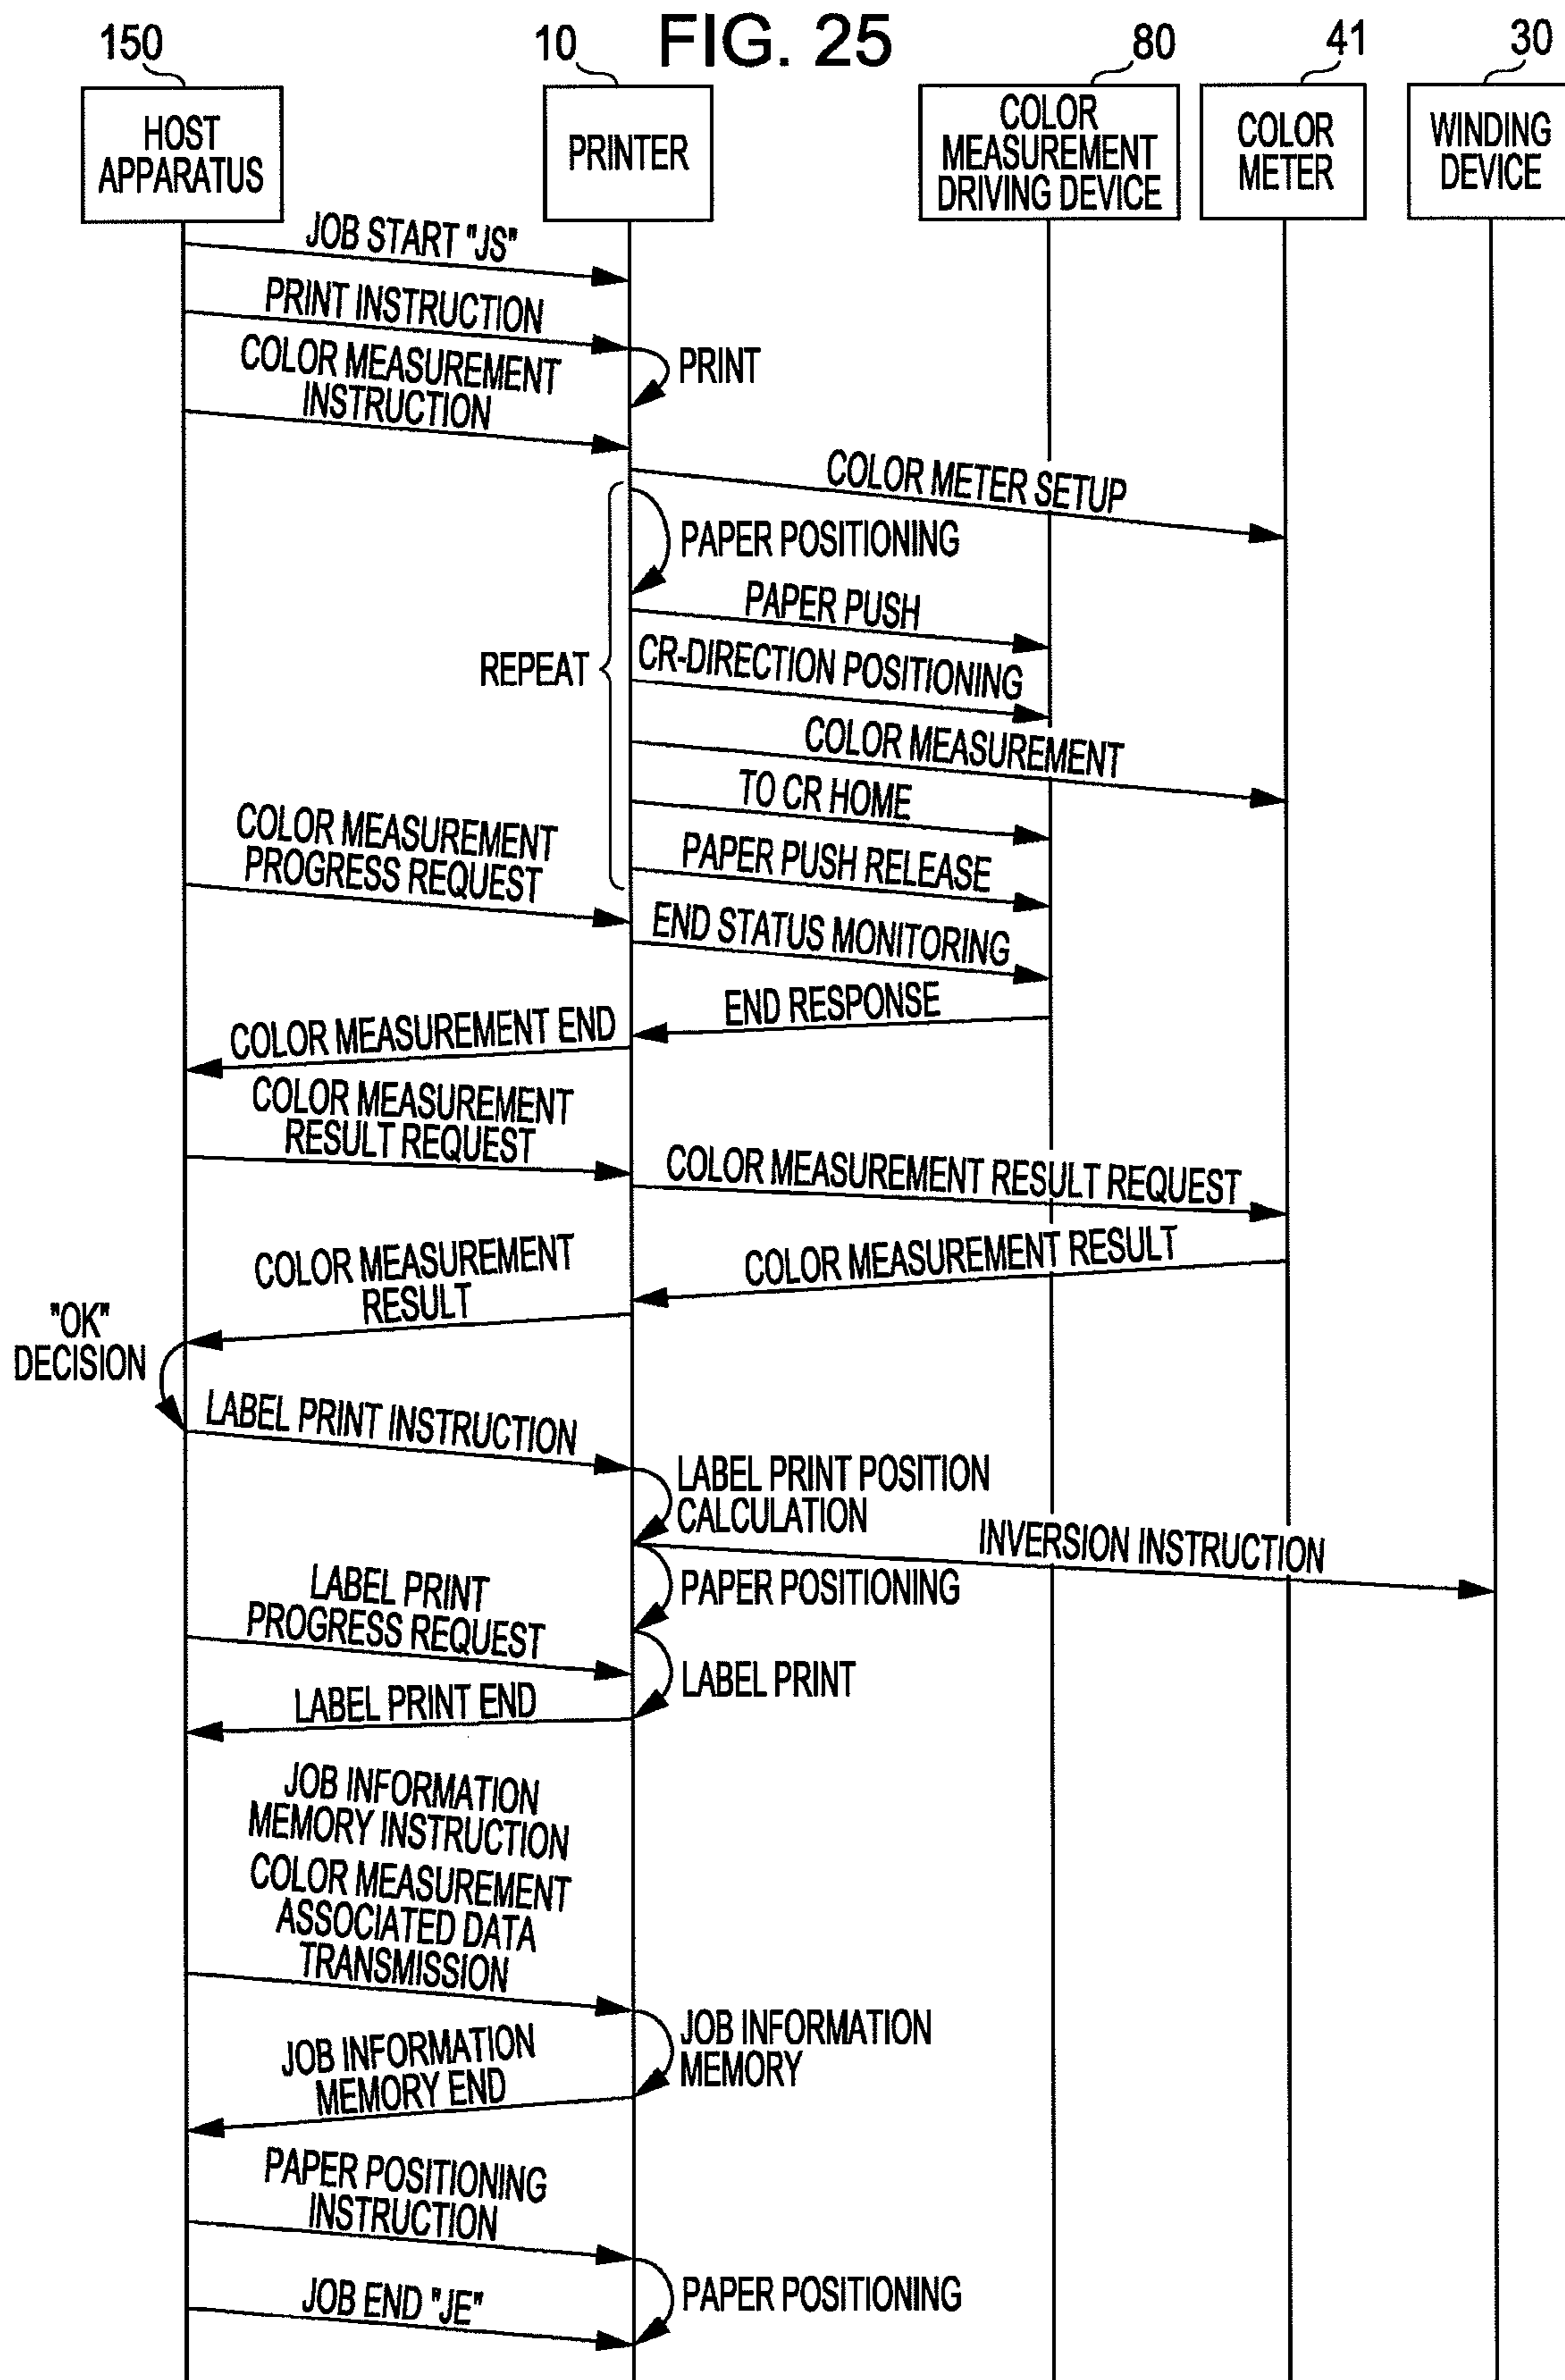 FIG. 25
150
10
80
41
30
HOST
APPARATUS
PRINTER
COLOR
MEASUREMENT
DRIVING DEVICE
COLOR
METER
WINDING
DEVICE
JOB START "JS"
PRINT INSTRUCTION
PRINT
COLOR MEASUREMENT
INSTRUCTION
COLOR METER SETUP
PAPER POSITIONING
PAPER PUSH
REPEAT
CR-DIRECTION POSITIONING
COLOR MEASUREMENT
TO CR HOME
COLOR MEASUREMENT
PROGRESS REQUEST
PAPER PUSH RELEASE
END STATUS MONITORING
END RESPONSE
COLOR MEASUREMENT END
COLOR MEASUREMENT
RESULT REQUEST
COLOR MEASUREMENT RESULT REQUEST
COLOR MEASUREMENT RESULT
COLOR MEASUREMENT
RESULT
"OK"
DECISION
LABEL PRINT INSTRUCTION
LABEL PRINT POSITION
CALCULATION
INVERSION INSTRUCTION
PAPER POSITIONING
LABEL PRINT
PROGRESS REQUEST
LABEL PRINT
LABEL PRINT END
JOB INFORMATION
MEMORY INSTRUCTION
COLOR MEASUREMENT
ASSOCIATED DATA
TRANSMISSION
JOB INFORMATION
MEMORY
JOB INFORMATION
MEMORY END
PAPER POSITIONING
INSTRUCTION
PAPER POSITIONING
JOB END "JE"